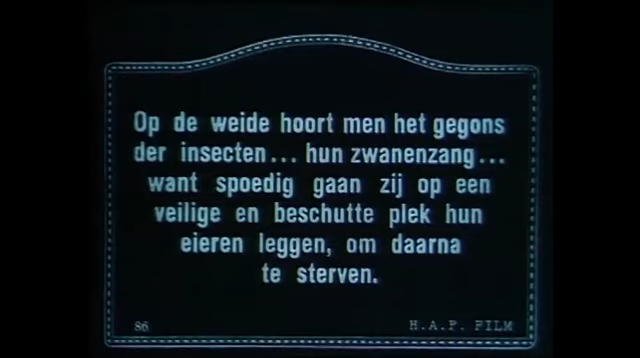 Op de weide hoort men het gegons
der insecten... hun zwanenzang...
want spoedig gaan zij op een
veilige en beschutte plek hun
eieren leggen, om daarna
te sterven.
86
H.A.P. FILM